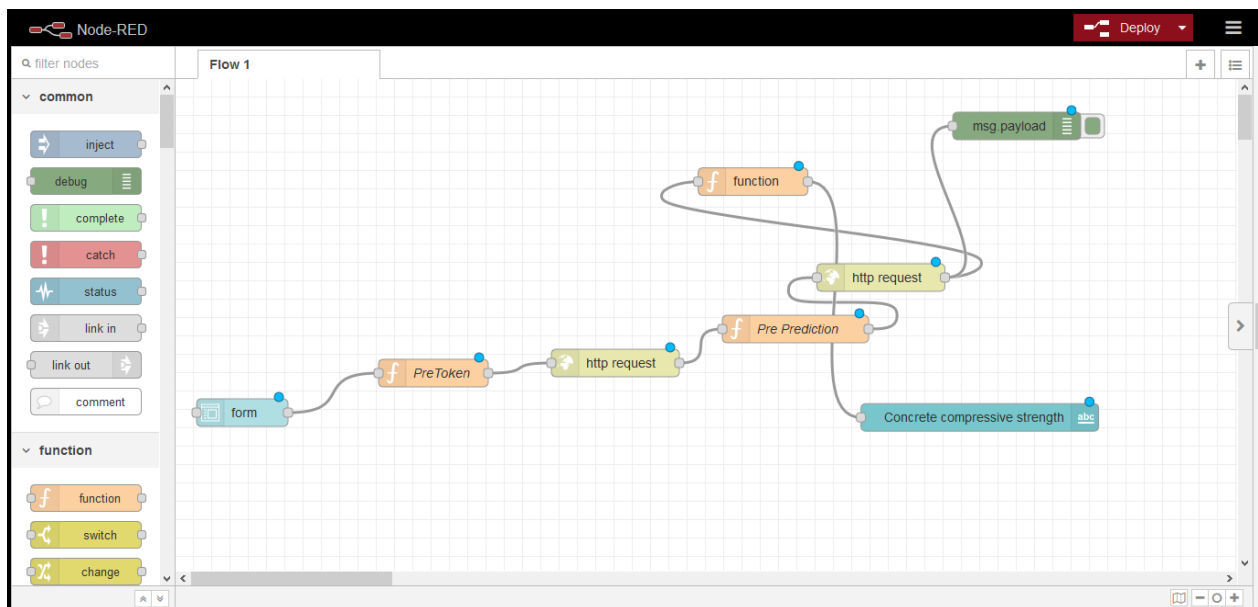 Node-RED
Deploy
filter nodes
Flow 1
common
inject
debug
complete
catch
status
link in
link out
comment
function
function
switch
change
msg.payload
function
http request
Pre Prediction
http request
PreToken
form
Concrete compressive strength
abc